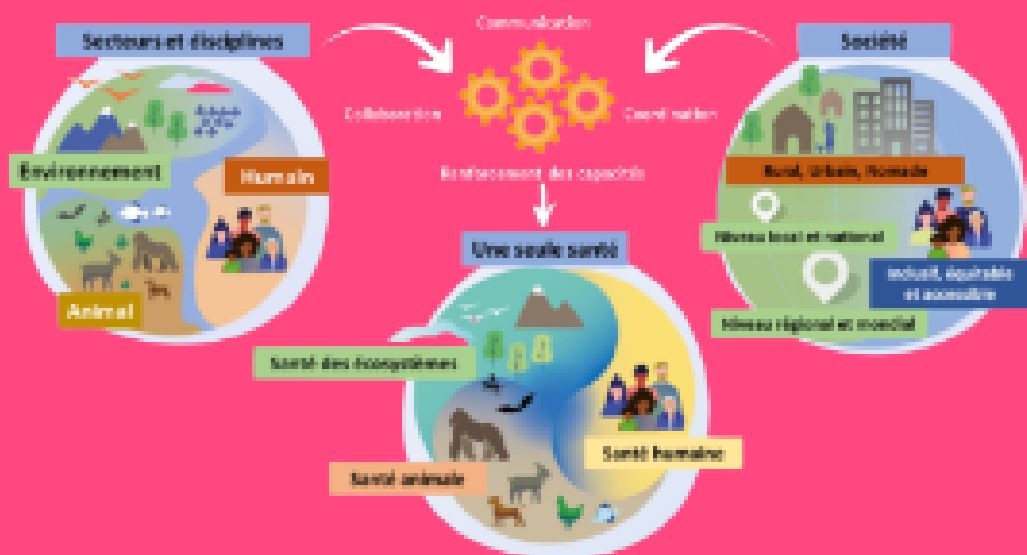 Communication
Secteurs et disciplines
Société
Collaboration
Coordination
Environnement
Humain
Renforcement des capacités
Rural, Urbain, Nomade
Niveau local et national
Une seule santé
Inclusif, équitable
et accessible
Animal
Niveau régional et mondial
Santé des écosystèmes
Santé humaine
Santé animale